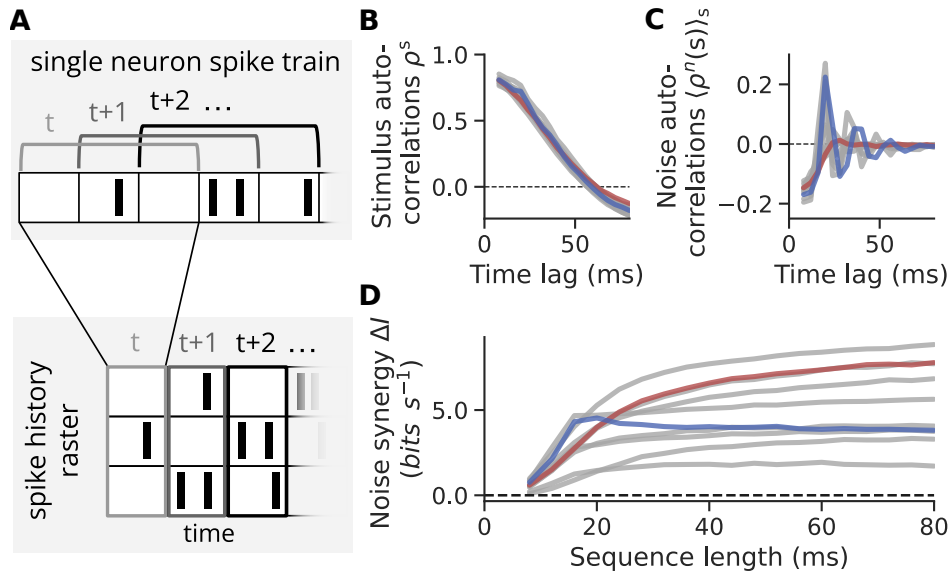 A
single neuron spike train
t t+1 t+2 ...
t t+1 t+2 ...
spike history
raster
time
B
Stimulus auto-
correlations ρˢ
1.0
0.5
0.0
0 50
Time lag (ms)
C
Noise auto-
correlations ⟨ρⁿ(s)⟩ₛ
0.2
0.0
−0.2
0 50
Time lag (ms)
D
Noise synergy ΔI
(bits s⁻¹)
5.0
0.0
0 20 40 60 80
Sequence length (ms)